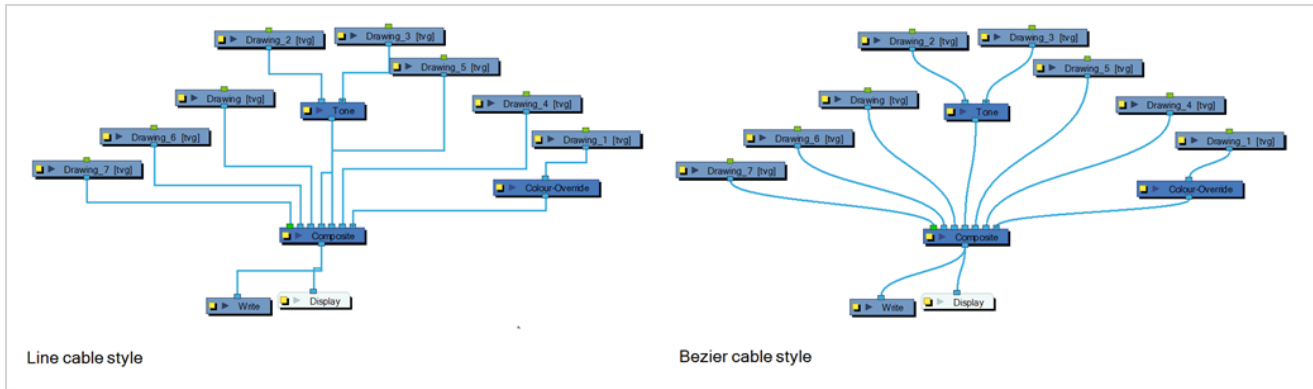 Drawing_2 [tvg]
Drawing_3 [tvg]
Drawing_5 [tvg]
Drawing [tvg]
Tone
Drawing_4 [tvg]
Drawing_6 [tvg]
Drawing_1 [tvg]
Drawing_7 [tvg]
Colour-Override
Composite
Write
Display
Line cable style
Drawing_2 [tvg]
Drawing_3 [tvg]
Drawing_5 [tvg]
Drawing [tvg]
Tone
Drawing_4 [tvg]
Drawing_6 [tvg]
Drawing_1 [tvg]
Drawing_7 [tvg]
Colour-Override
Composite
Write
Display
Bezier cable style